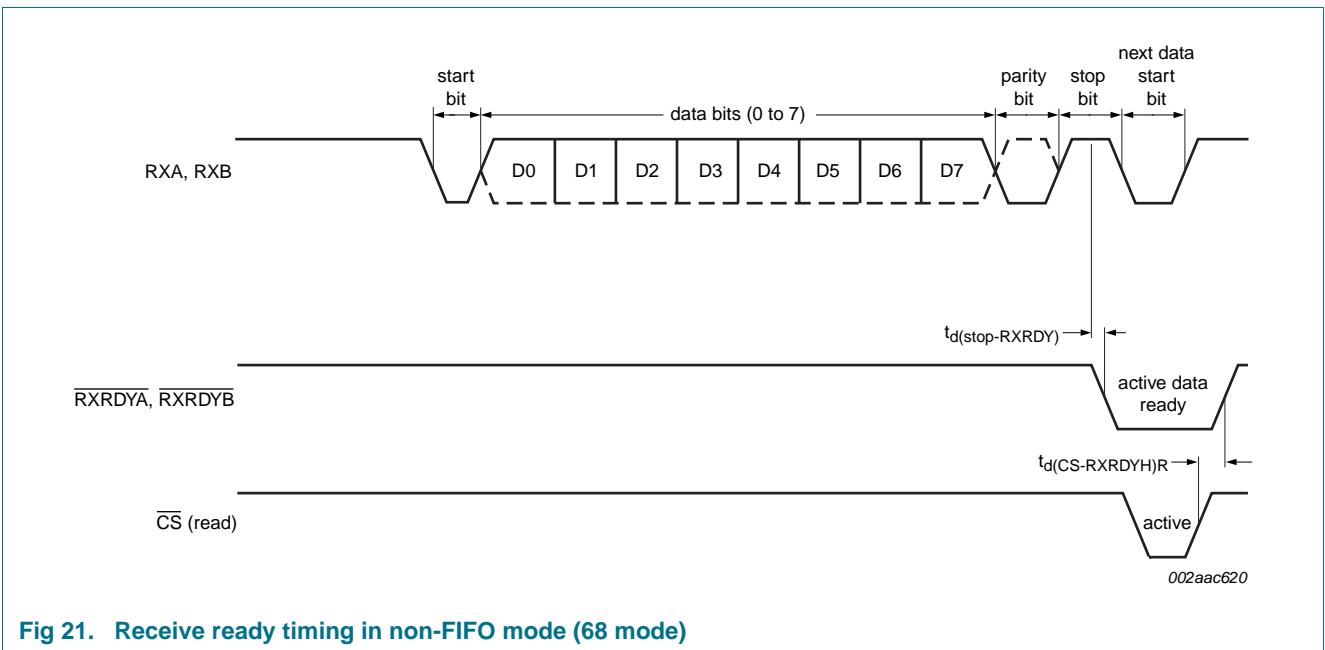 start
bit
data bits (0 to 7)
parity
bit
stop
bit
next data
start
bit
RXA, RXB
D0 D1 D2 D3 D4 D5 D6 D7
td(stop-RXRDY)
RXRDYA, RXRDYB
active data
ready
td(CS-RXRDYH)R
CS (read)
active
002aac620
Fig 21. Receive ready timing in non-FIFO mode (68 mode)